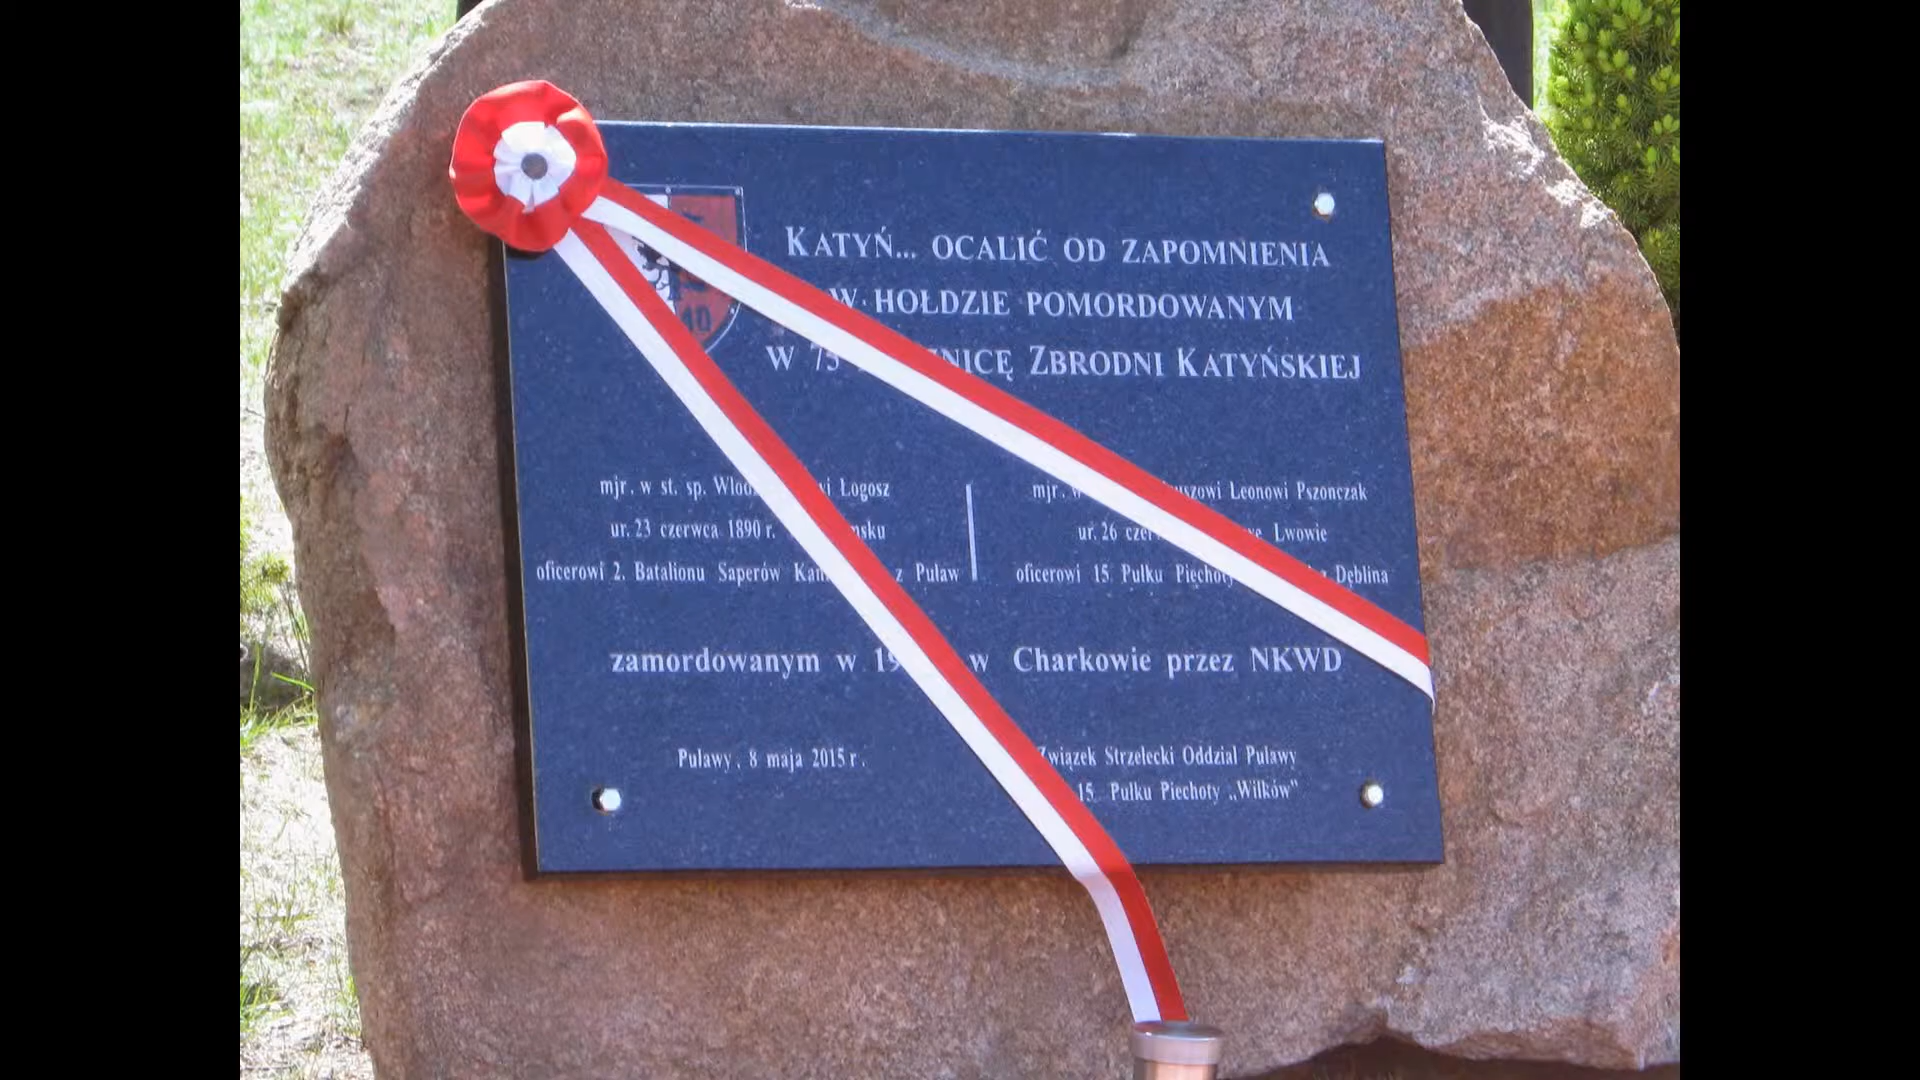 KATYŃ... OCALIĆ OD ZAPOMNIENIA
W HOŁDZIE POMORDOWANYM
W 75 ZBRODNI KATYŃSKIEJ
mjr. w st. sp. Łogosz
ur. 23 czerwca 1890 r.
oficerowi 2. Batalionu Saperów z Puław
mjr. Leonowi Pszonczak
ur. 26 Lwowie
oficerowi 15 Pułku Piechoty z Dęblina
zamordowanym w w Charkowie przez NKWD
Puławy, 8 maja 2015 r.
Związek Strzelecki Oddział Puławy
15 Pułku Piechoty „Wilków”